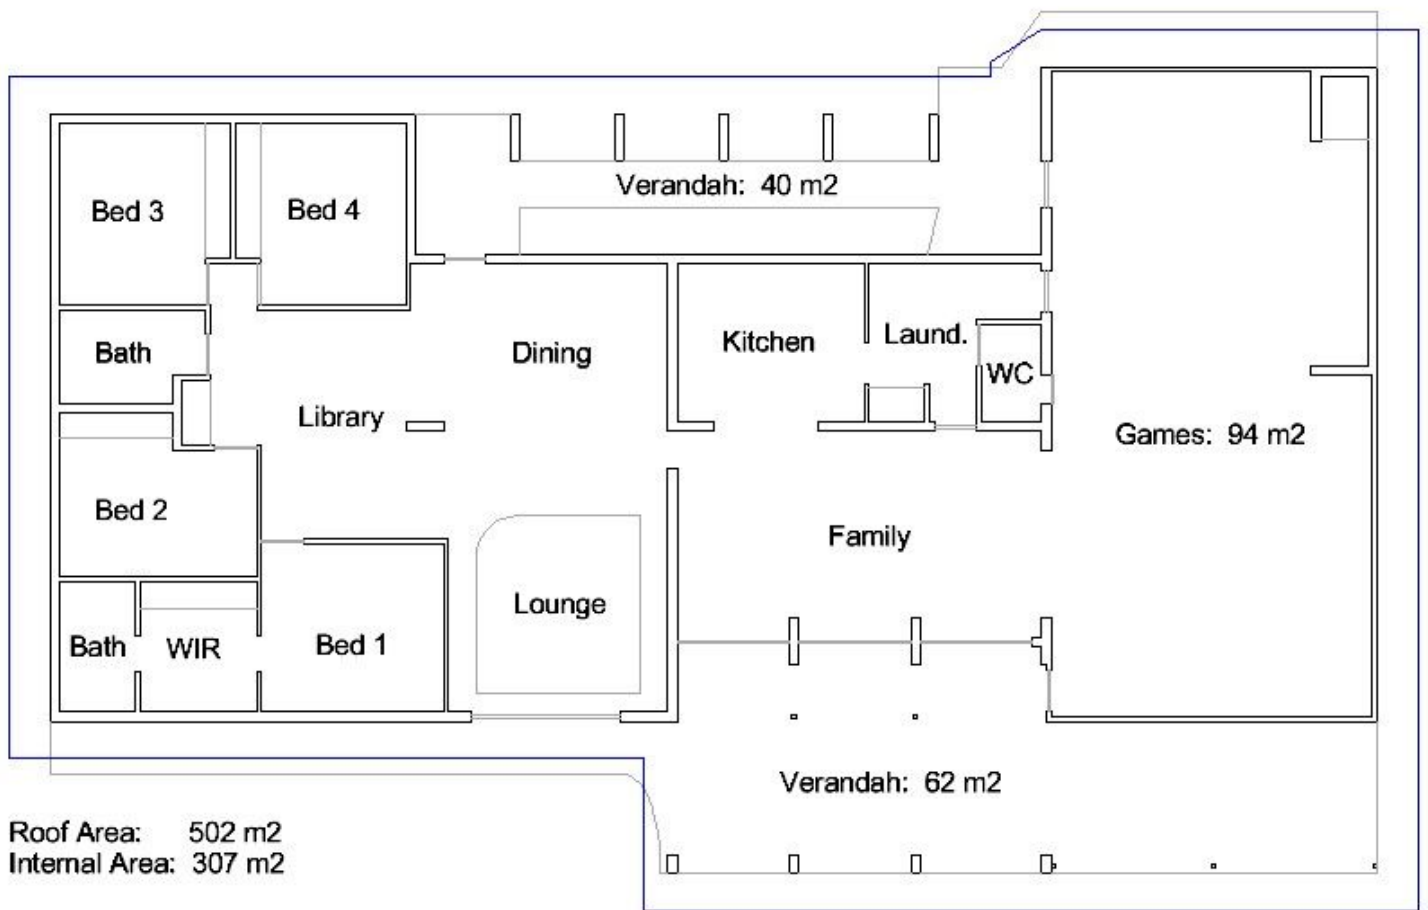 Verandah: 40 m2
Bed 3
Bed 4
Bath
Dining
Kitchen
Laund.
WC
Library
Games: 94 m2
Bed 2
Family
Lounge
Bath
WIR
Bed 1
Verandah: 62 m2
Roof Area: 502 m2
Internal Area: 307 m2